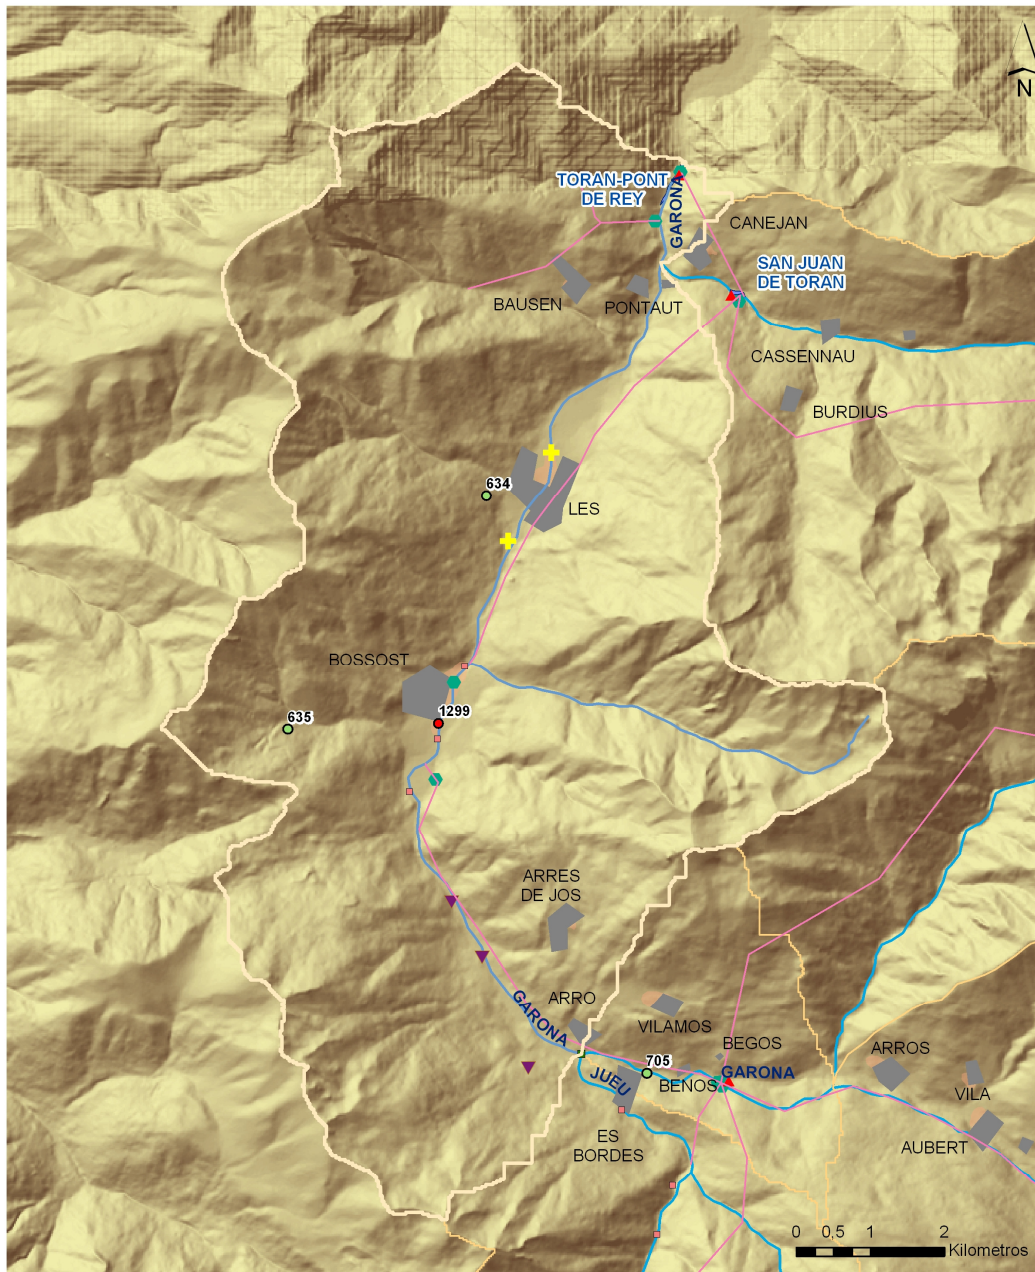 N
TORAN-PONT
DE REY
GARONA
CANEJAN
SAN JUAN
DE TORAN
BAUSEN
PONTAUT
CASSENNAU
BURDIUS
634
LES
BOSSOST
635
1299
ARRES
DE JOS
GARONA
ARRO
VILAMOS
BEGOS
705
GARONA
BENOS
JUEU
ARROS
VILA
ES
BORDES
AUBERT
0 0,5 1 2
Kilometros